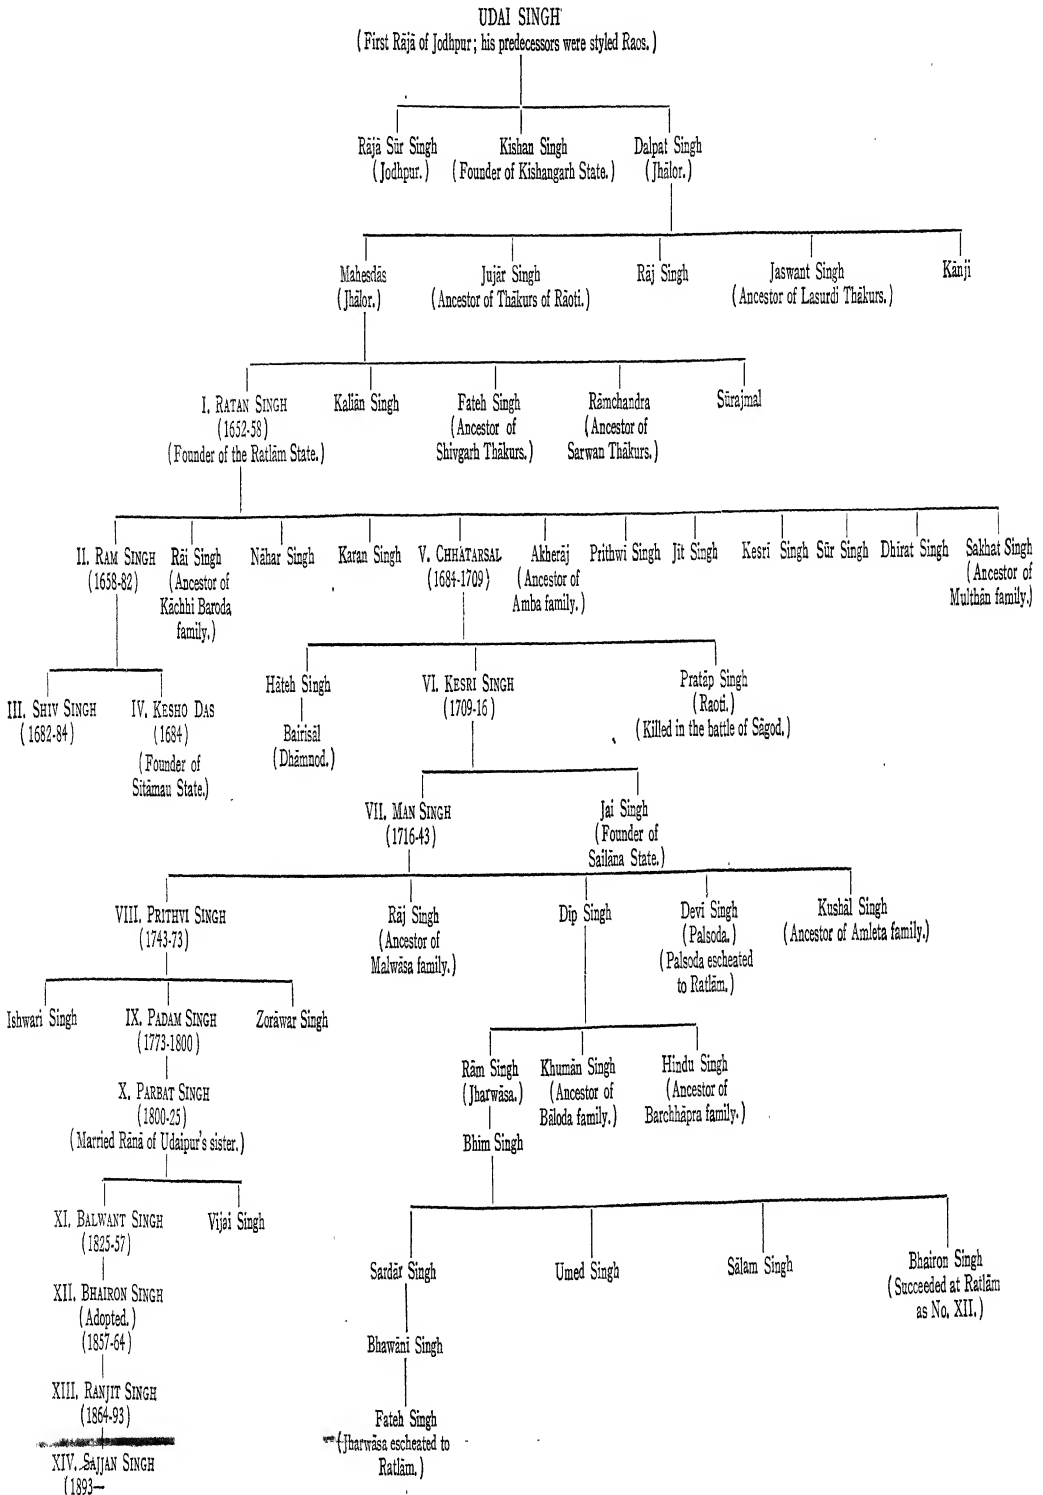 UDAI SINGH
(First Rājā of Jodhpur; his predecessors were styled Raos.)
Rājā Sūr Singh
(Jodhpur.)
Kishan Singh
(Founder of Kishangarh State.)
Dalpat Singh
(Jhālor.)
Mahesdās
(Jhālor.)
Jujār Singh
(Ancestor of Thākurs of Rāoti.)
Rāj Singh
Jaswant Singh
(Ancestor of Lasurdi Thākurs.)
Kānji
I. RATAN SINGH
(1652-58)
(Founder of the Ratlām State.)
Kaliān Singh
Fateh Singh
(Ancestor of
Shivgarh Thākurs.)
Rāmchandra
(Ancestor of
Sarwan Thākurs.)
Sūrajmal
II. RAM SINGH
(1658-82)
Rāi Singh
(Ancestor of
Kāchhi Baroda
family.)
Nāhar Singh
Karan Singh
V. CHHATARSAL
(1684-1709)
Akherāj
(Ancestor of
Amba family.)
Prithwi Singh
Jīt Singh
Kesrī Singh
Sūr Singh
Dhīrat Singh
Sakhat Singh
(Ancestor of
Multhān family.)
III. SHIV SINGH
(1682-84)
IV. KESHO DAS
(1684)
(Founder of
Sitāmau State.)
Hāteh Singh
Bairisāl
(Dhāmnod.)
VI. KESRI SINGH
(1709-16)
Pratāp Singh
(Raoti.)
(Killed in the battle of Sāgod.)
VII. MAN SINGH
(1716-43)
Jai Singh
(Founder of
Sailāna State.)
VIII. PRITHVI SINGH
(1743-73)
Rāj Singh
(Ancestor of
Malwāsa family.)
Dīp Singh
Devī Singh
(Palsoda.)
(Palsoda escheated
to Ratlām.)
Kushāl Singh
(Ancestor of Amleta family.)
Ishwari Singh
IX. PADAM SINGH
(1773-1800)
Zorāwar Singh
X. PARBAT SINGH
(1800-25)
(Married Rānā of Udaipur's sister.)
Rām Singh
(Jharwāsa.)
Bhim Singh
Khumān Singh
(Ancestor of
Bāloda family.)
Hindu Singh
(Ancestor of
Barchhāpra family.)
XI. BALWANT SINGH
(1825-57)
Vijai Singh
XII. BHAIRON SINGH
(Adopted.)
(1857-64)
XIII. RANJIT SINGH
(1864-93)
XIV. SAJJAN SINGH
(1893—
Sardār Singh
Umed Singh
Sālam Singh
Bhairon Singh
(Succeeded at Ratlām
as No. XII.)
Bhawāni Singh
Fateh Singh
(Jharwāsa escheated to
Ratlām.)